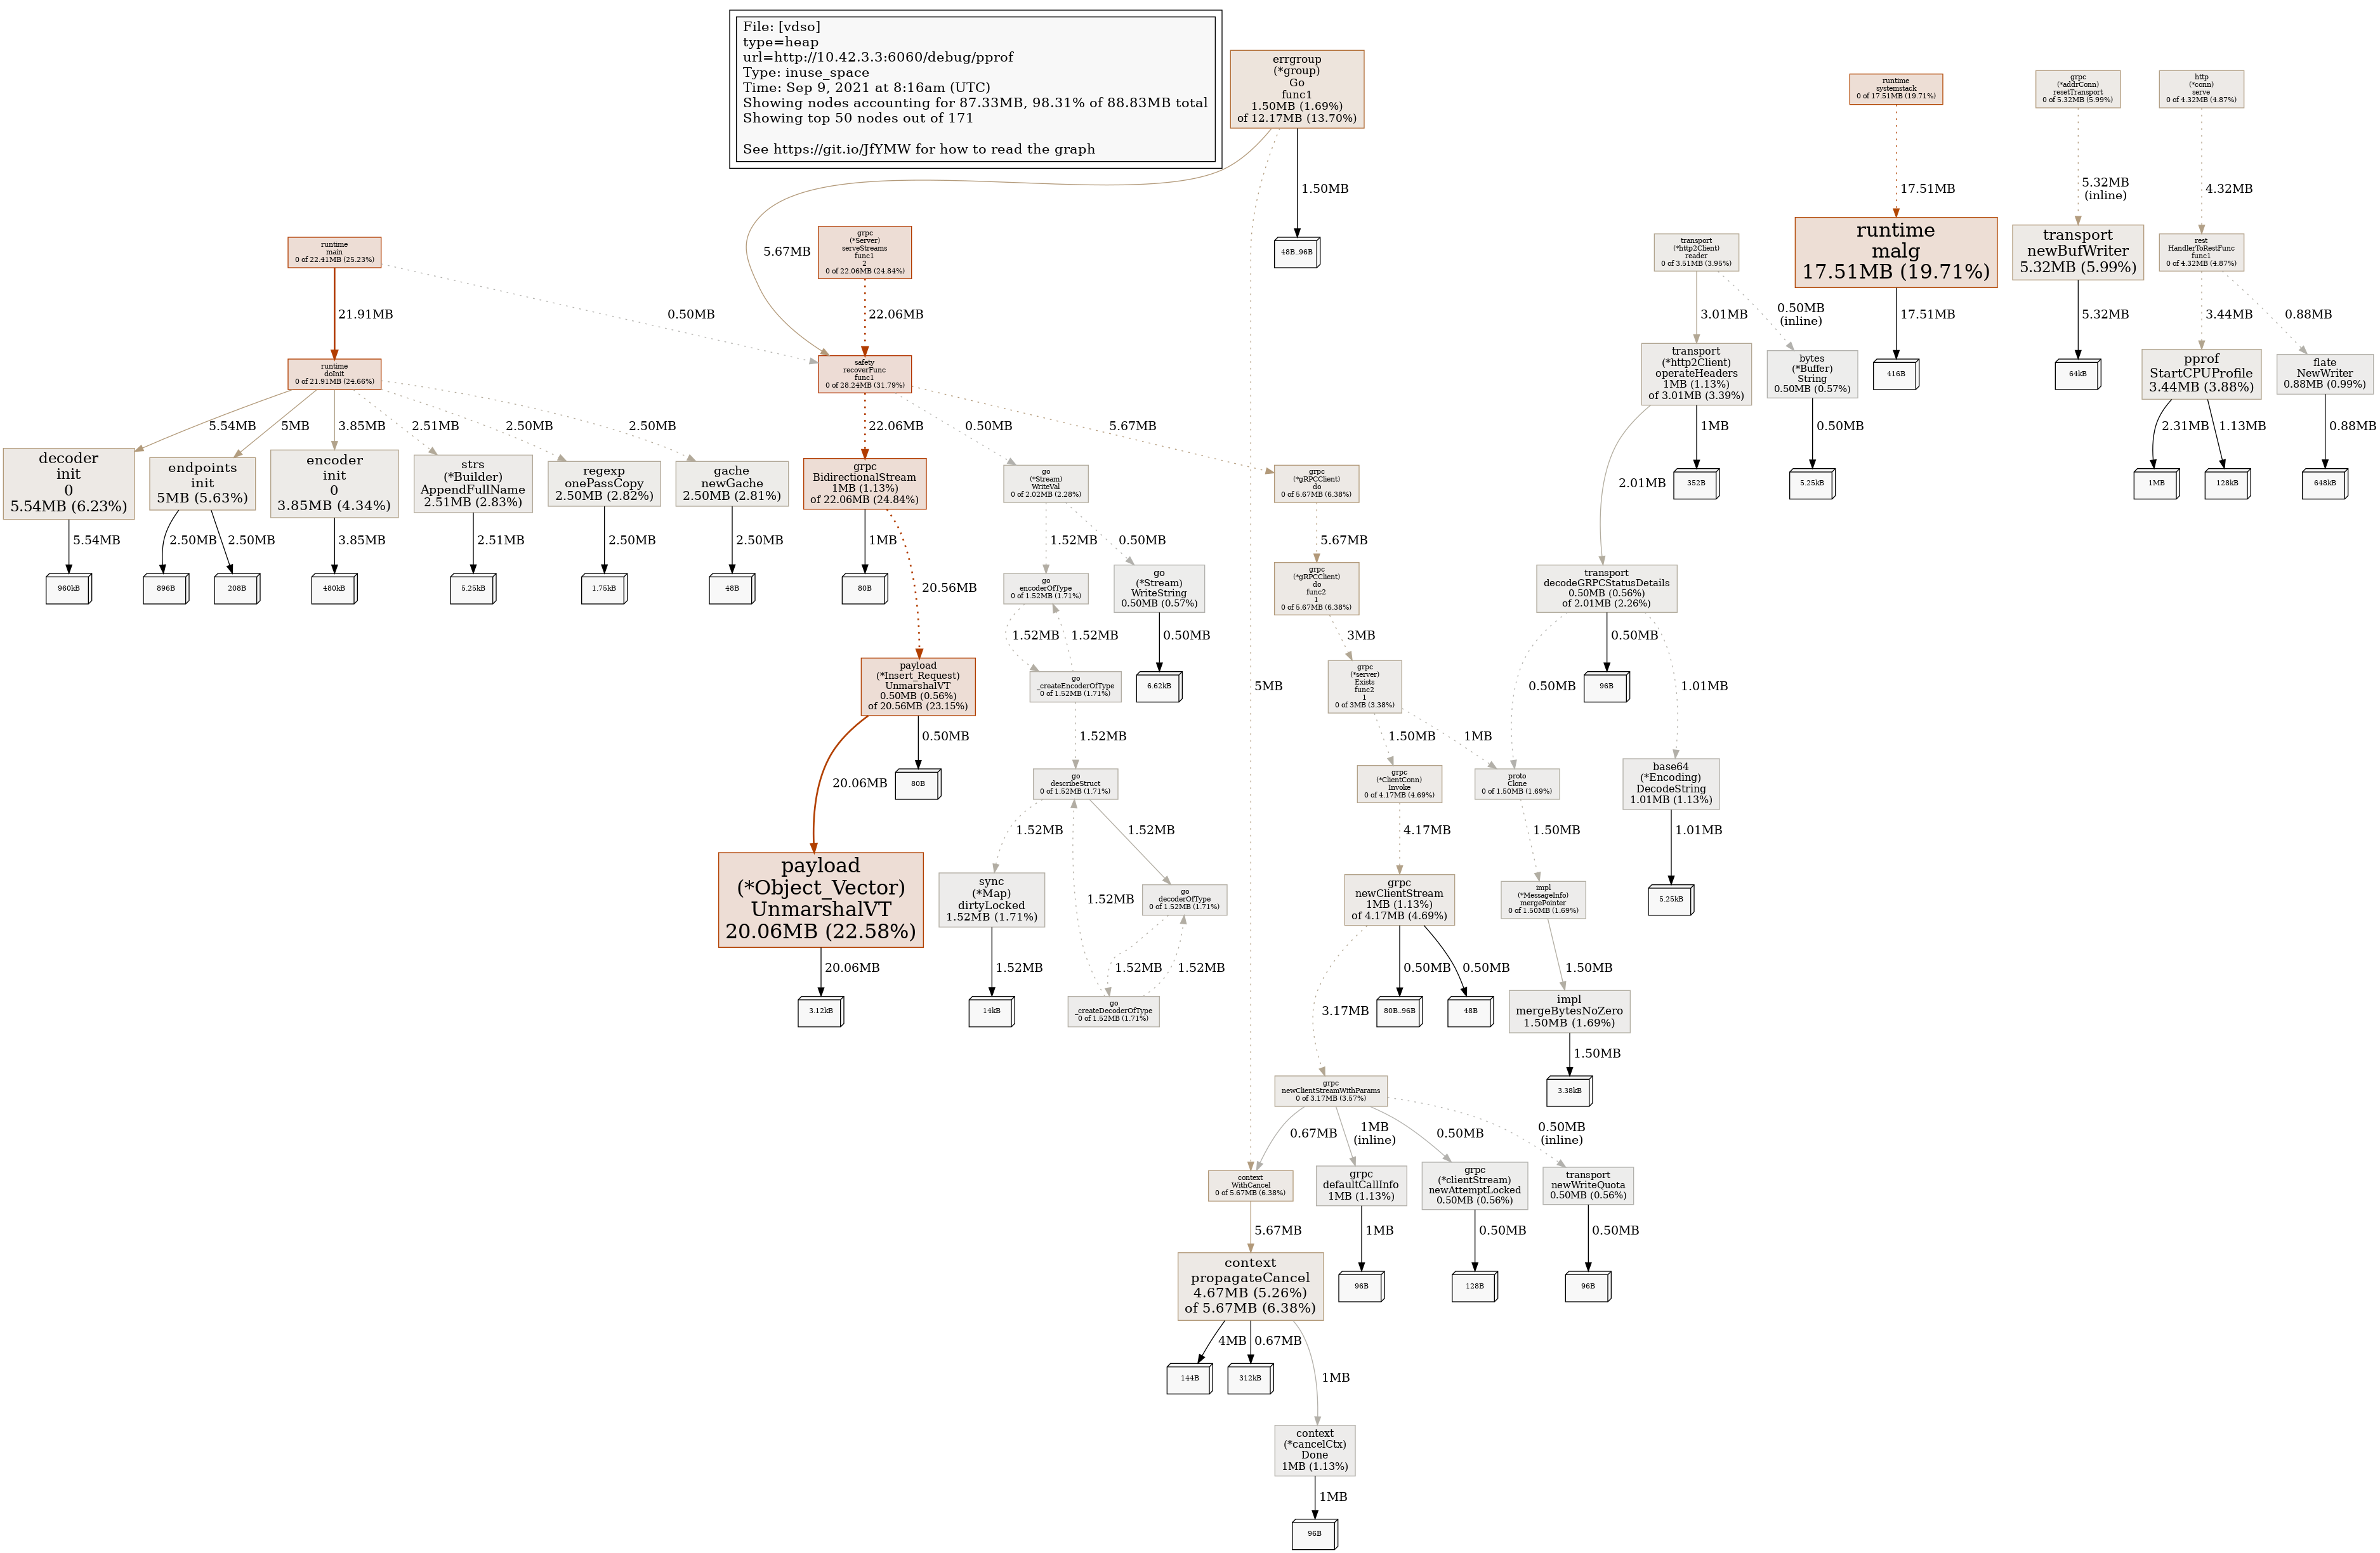 File: [vdso]
type=heap
url=http://10.42.3.3:6060/debug/pprof
Type: inuse_space
Time: Sep 9, 2021 at 8:16am (UTC)
Showing nodes accounting for 87.33MB, 98.31% of 88.83MB total
Showing top 50 nodes out of 171
See https://git.io/JfYMW for how to read the graph
errgroup
(*group)
Go
func1
1.50MB (1.69%)
of 12.17MB (13.70%)
runtime
systemstack
0 of 17.51MB (19.71%)
grpc
(*addrConn)
resetTransport
0 of 5.32MB (5.99%)
http
(*conn)
serve
0 of 4.32MB (4.87%)
1.50MB
17.51MB
5.32MB
(inline)
4.32MB
runtime
main
0 of 22.41MB (25.23%)
grpc
(*Server)
serveStreams
func1
2
0 of 22.06MB (24.84%)
5.67MB
48B..96B
transport
(*http2Client)
reader
0 of 3.51MB (3.95%)
runtime
malg
17.51MB (19.71%)
transport
newBufWriter
5.32MB (5.99%)
rest
HandlerToRestFunc
func1
0 of 4.32MB (4.87%)
21.91MB
0.50MB
22.06MB
3.01MB
0.50MB
(inline)
17.51MB
5.32MB
3.44MB
0.88MB
runtime
doInit
0 of 21.91MB (24.66%)
safety
recoverFunc
func1
0 of 28.24MB (31.79%)
transport
(*http2Client)
operateHeaders
1MB (1.13%)
of 3.01MB (3.39%)
bytes
(*Buffer)
String
0.50MB (0.57%)
416B
64kB
pprof
StartCPUProfile
3.44MB (3.88%)
flate
NewWriter
0.88MB (0.99%)
5.54MB
5MB
3.85MB
2.51MB
2.50MB
2.50MB
22.06MB
0.50MB
5.67MB
1MB
0.50MB
2.31MB
1.13MB
0.88MB
decoder
init
0
5.54MB (6.23%)
endpoints
init
5MB (5.63%)
encoder
init
0
3.85MB (4.34%)
strs
(*Builder)
AppendFullName
2.51MB (2.83%)
regexp
onePassCopy
2.50MB (2.82%)
gache
newGache
2.50MB (2.81%)
grpc
BidirectionalStream
1MB (1.13%)
of 22.06MB (24.84%)
go
(*Stream)
WriteVal
0 of 2.02MB (2.28%)
grpc
(*gRPCClient)
do
0 of 5.67MB (6.38%)
2.01MB
352B
5.25kB
1MB
128kB
648kB
5.54MB
2.50MB
2.50MB
3.85MB
2.51MB
2.50MB
2.50MB
1MB
20.56MB
1.52MB
0.50MB
5.67MB
960kB
896B
208B
480kB
5.25kB
1.75kB
48B
80B
go
encoderOfType
0 of 1.52MB (1.71%)
go
(*Stream)
WriteString
0.50MB (0.57%)
grpc
(*gRPCClient)
do
func2
1
0 of 5.67MB (6.38%)
transport
decodeGRPCStatusDetails
0.50MB (0.56%)
of 2.01MB (2.26%)
1.52MB
1.52MB
0.50MB
3MB
0.50MB
0.50MB
1.01MB
payload
(*Insert_Request)
UnmarshalVT
0.50MB (0.56%)
of 20.56MB (23.15%)
go
_createEncoderOfType
0 of 1.52MB (1.71%)
6.62kB
5MB
grpc
(*server)
Exists
func2
1
0 of 3MB (3.38%)
96B
20.06MB
0.50MB
1.52MB
1.50MB
1MB
80B
go
describeStruct
0 of 1.52MB (1.71%)
grpc
(*ClientConn)
Invoke
0 of 4.17MB (4.69%)
proto
Clone
0 of 1.50MB (1.69%)
base64
(*Encoding)
DecodeString
1.01MB (1.13%)
1.52MB
1.52MB
4.17MB
1.50MB
1.01MB
payload
(*Object_Vector)
UnmarshalVT
20.06MB (22.58%)
sync
(*Map)
dirtyLocked
1.52MB (1.71%)
1.52MB
go
decoderOfType
0 of 1.52MB (1.71%)
grpc
newClientStream
1MB (1.13%)
of 4.17MB (4.69%)
impl
(*MessageInfo)
mergePointer
0 of 1.50MB (1.69%)
5.25kB
20.06MB
1.52MB
1.52MB
1.52MB
3.17MB
0.50MB
0.50MB
1.50MB
3.12kB
14kB
go
_createDecoderOfType
0 of 1.52MB (1.71%)
80B..96B
48B
impl
mergeBytesNoZero
1.50MB (1.69%)
1.50MB
grpc
newClientStreamWithParams
0 of 3.17MB (3.57%)
3.38kB
0.67MB
1MB
(inline)
0.50MB
0.50MB
(inline)
context
WithCancel
0 of 5.67MB (6.38%)
grpc
defaultCallInfo
1MB (1.13%)
grpc
(*clientStream)
newAttemptLocked
0.50MB (0.56%)
transport
newWriteQuota
0.50MB (0.56%)
5.67MB
1MB
0.50MB
0.50MB
context
propagateCancel
4.67MB (5.26%)
of 5.67MB (6.38%)
96B
128B
96B
4MB
0.67MB
1MB
144B
312kB
context
(*cancelCtx)
Done
1MB (1.13%)
1MB
96B